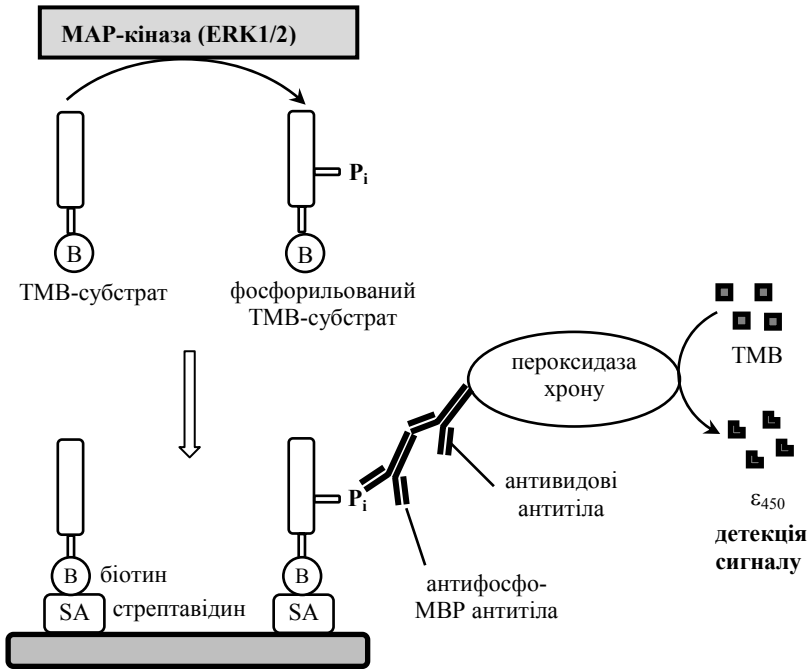 МАР-кіназа (ERK1/2)
Pᵢ
B
B
ТМВ-субстрат
фосфорильований
ТМВ-субстрат
пероксидаза
хрону
ТМВ
Pᵢ
антивидові
антитіла
ε₄₅₀
детекція
сигналу
B
біотин
B
антифосфо-
МВР антитіла
SA
стрептавідин
SA